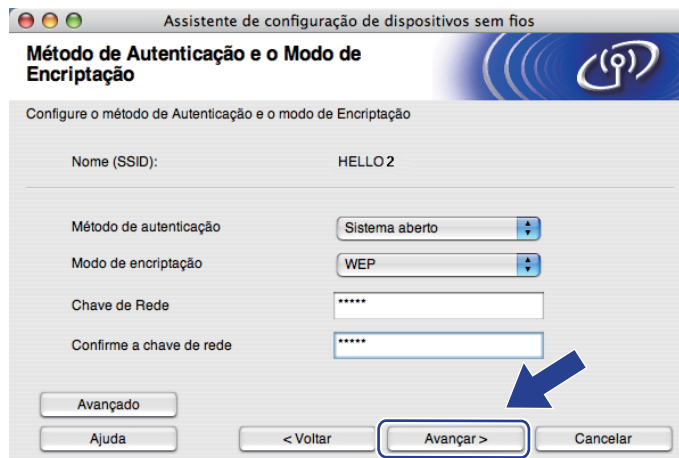 Assistente de configuração de dispositivos sem fios
Método de Autenticação e o Modo de
Encriptação
Configure o método de Autenticação e o modo de Encriptação
Nome (SSID): HELLO 2
Método de autenticação Sistema aberto
Modo de encriptação WEP
Chave de Rede *****
Confirme a chave de rede *****
Avançado
Ajuda < Voltar Avançar > Cancelar